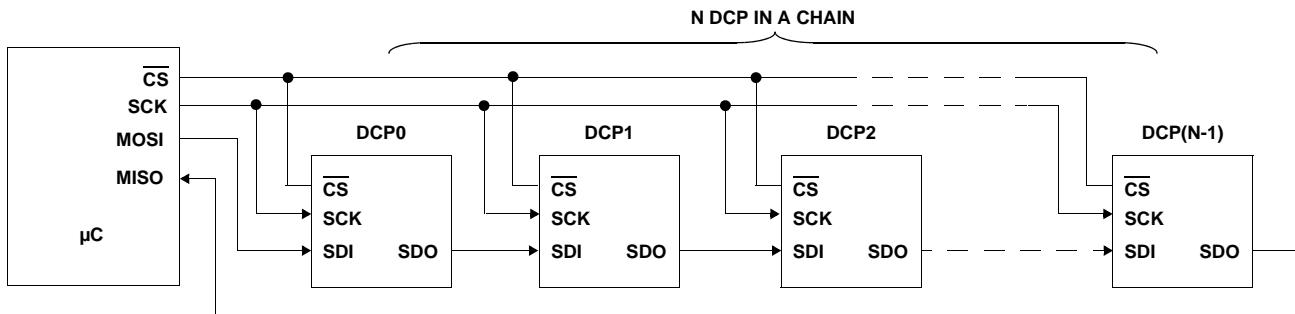 N DCP IN A CHAIN
CS
SCK
MOSI
MISO
µC
DCP0
CS
SCK
SDI SDO
DCP1
CS
SCK
SDI SDO
DCP2
CS
SCK
SDI SDO
DCP(N-1)
CS
SCK
SDI SDO